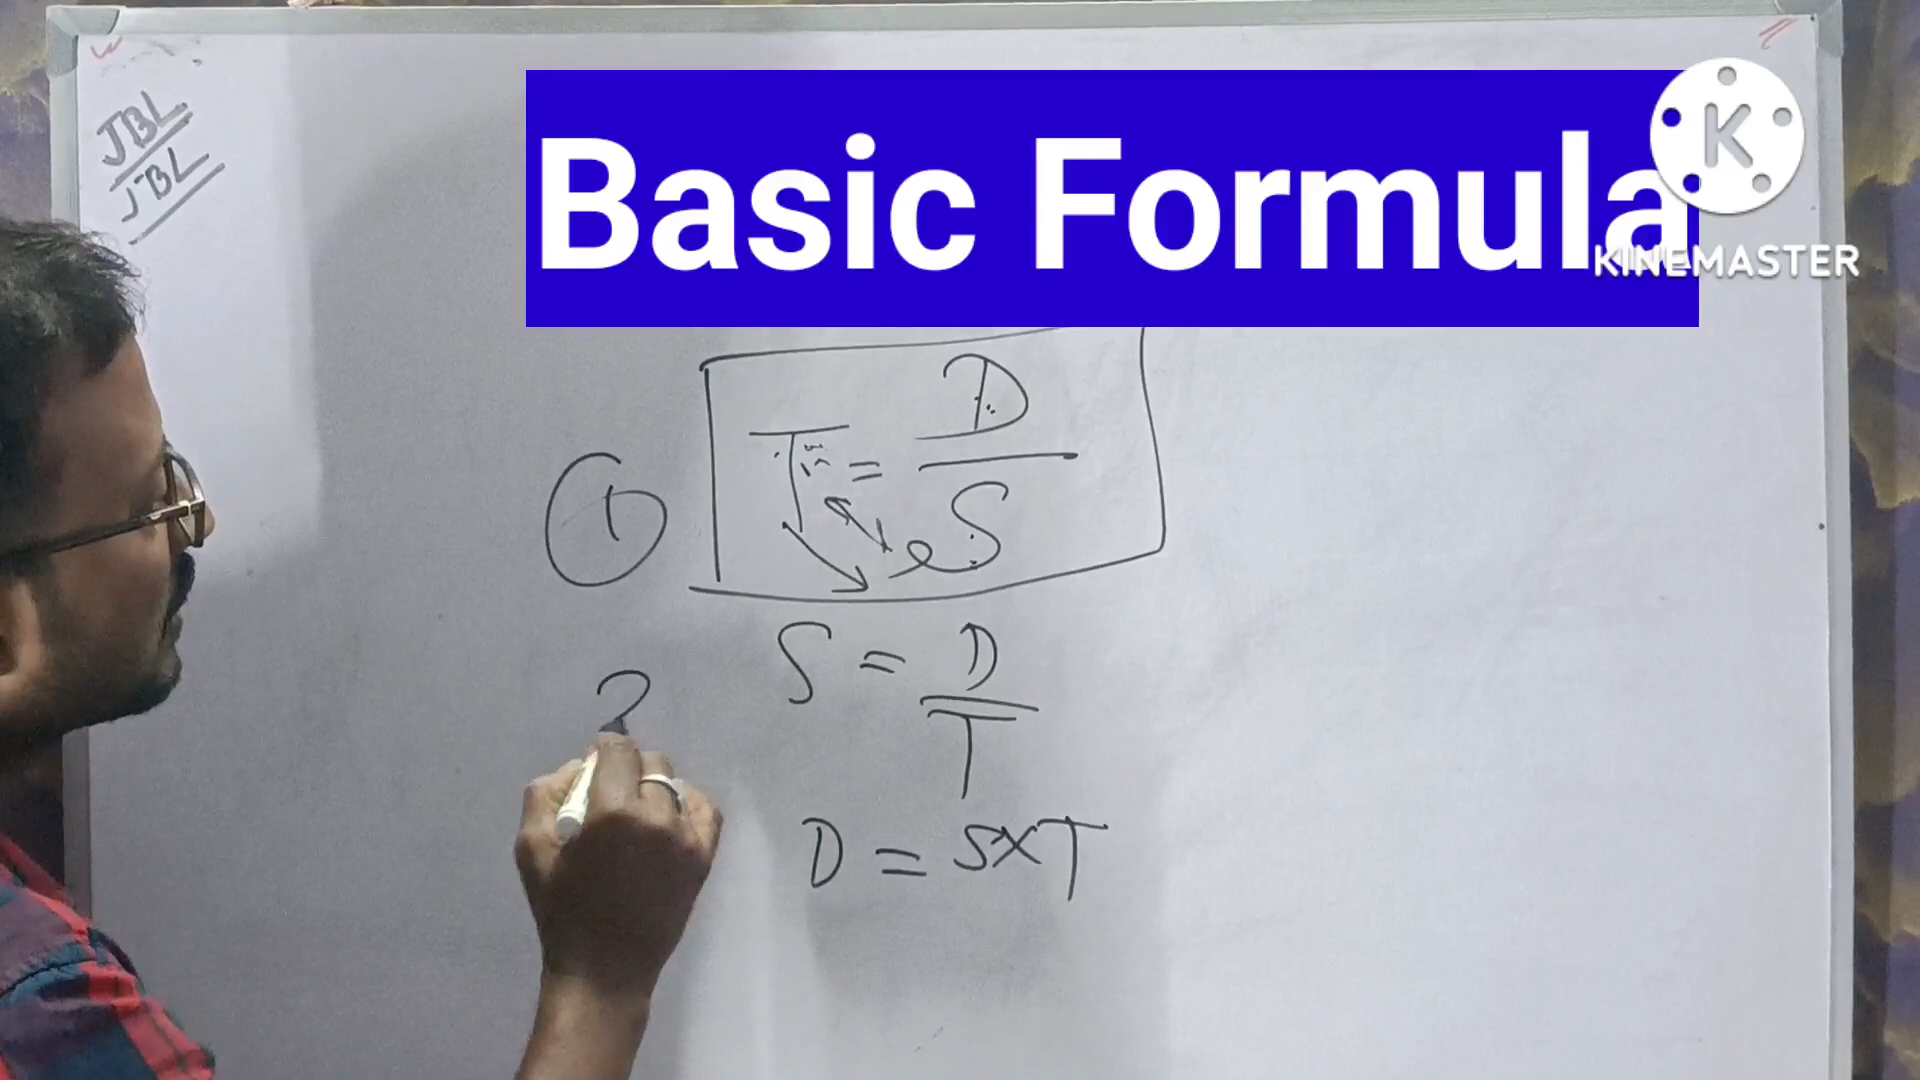 JBL
JBL
Basic Formula
K
KINEMASTER
1 T = D/S
2 S = D/T
D = S×T